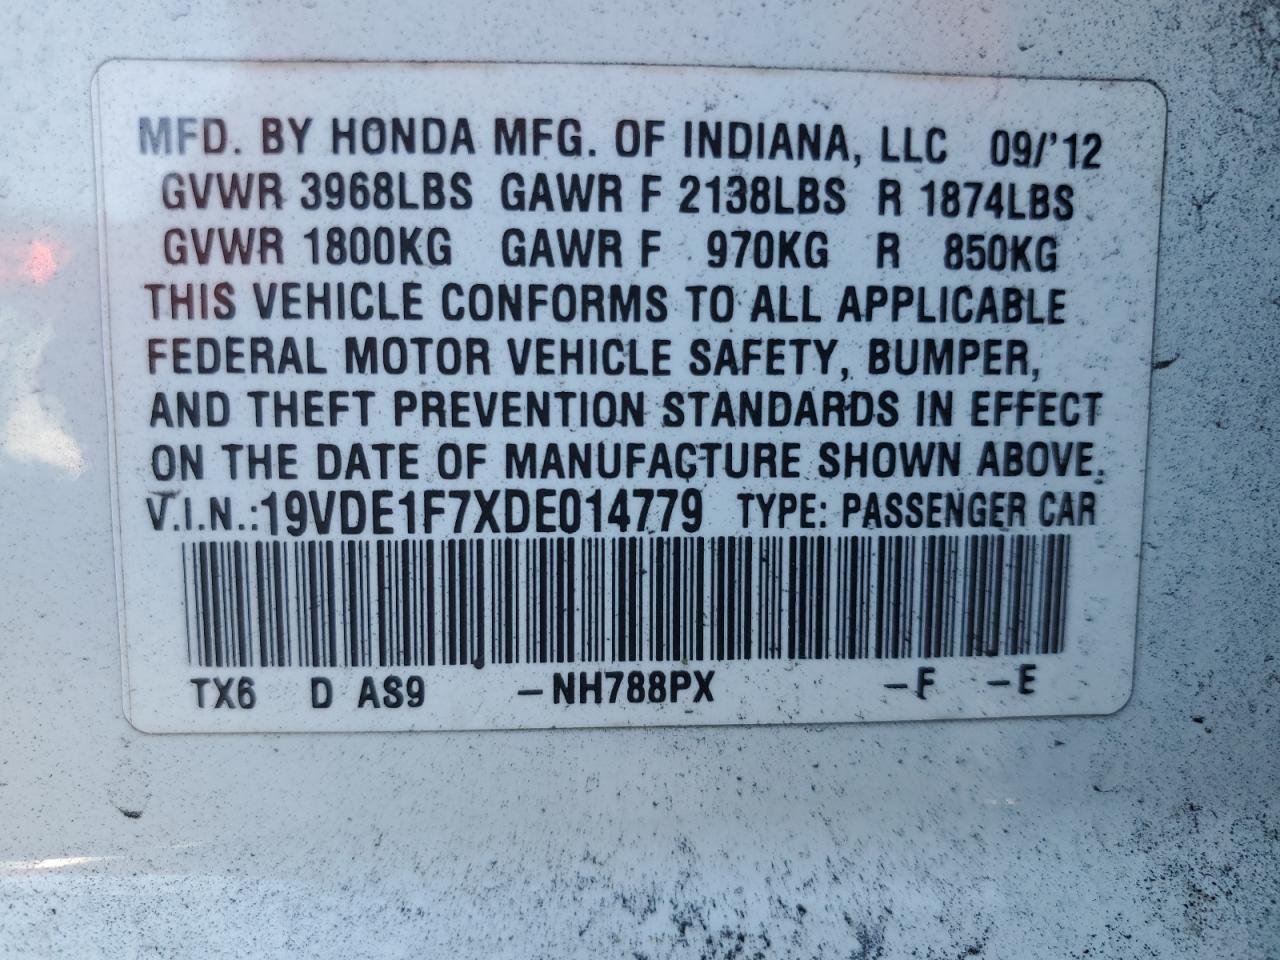 MFD. BY HONDA MFG. OF INDIANA, LLC 09/'12
GVWR 3968LBS GAWR F 2138LBS R 1874LBS
GVWR 1800KG GAWR F 970KG R 850KG
THIS VEHICLE CONFORMS TO ALL APPLICABLE
FEDERAL MOTOR VEHICLE SAFETY, BUMPER,
AND THEFT PREVENTION STANDARDS IN EFFECT
ON THE DATE OF MANUFACTURE SHOWN ABOVE.
V.I.N.:19VDE1F7XDE014779 TYPE: PASSENGER CAR
TX6 D AS9 –NH788PX –F –E